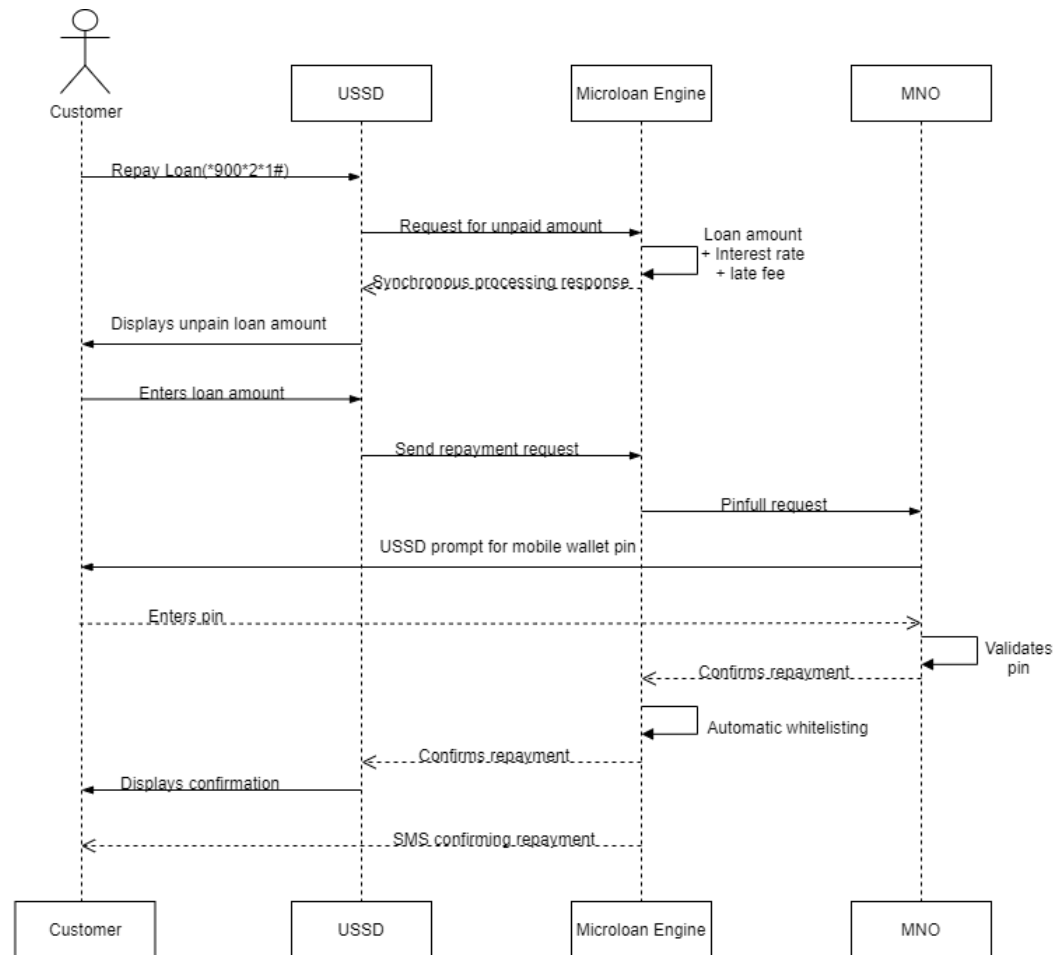 Customer
USSD
Microloan Engine
MNO
Repay Loan(*900*2*1#)
Request for unpaid amount
Loan amount
+ Interest rate
+ late fee
Synchronous processing response
Displays unpain loan amount
Enters loan amount
Send repayment request
Pinfull request
USSD prompt for mobile wallet pin
Enters pin
Validates
pin
Confirms repayment
Automatic whitelisting
Confirms repayment
Displays confirmation
SMS confirming repayment
Customer
USSD
Microloan Engine
MNO